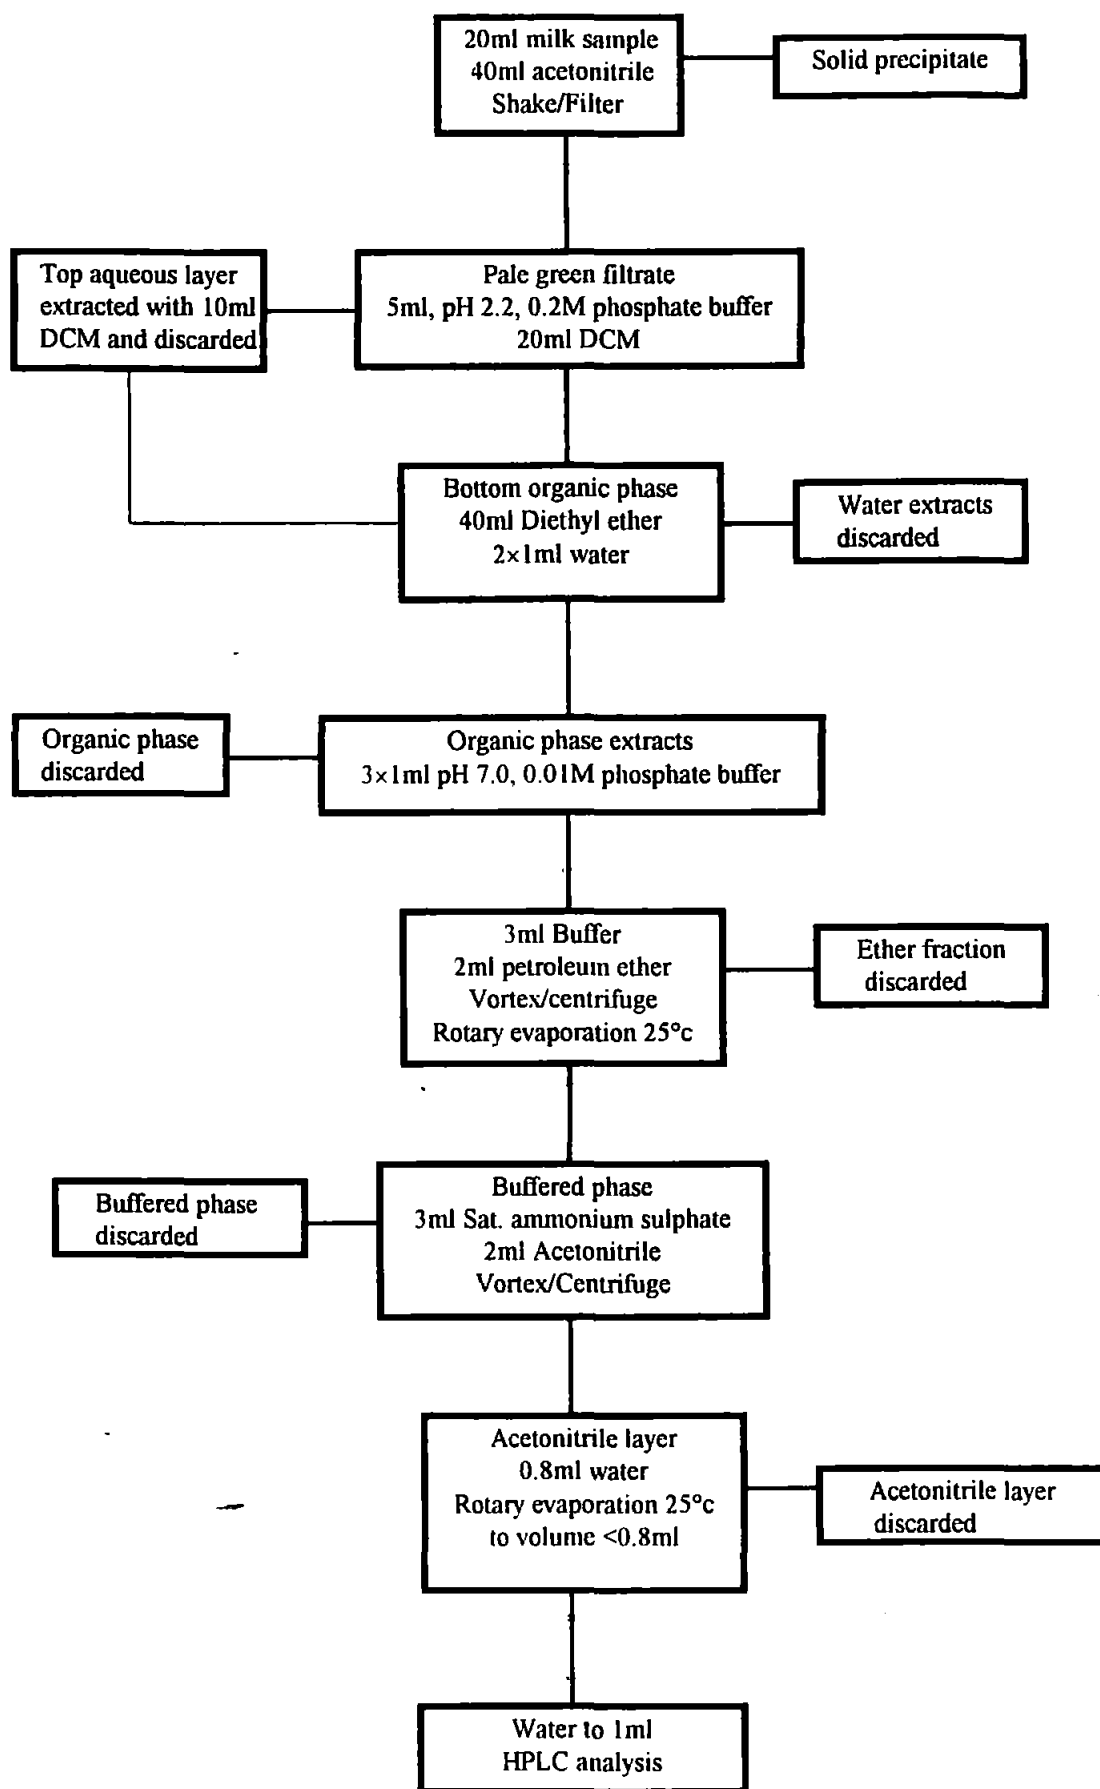 20ml milk sample
40ml acetonitrile
Shake/Filter
Solid precipitate
Top aqueous layer
extracted with 10ml
DCM and discarded
Pale green filtrate
5ml, pH 2.2, 0.2M phosphate buffer
20ml DCM
Bottom organic phase
40ml Diethyl ether
2×1ml water
Water extracts
discarded
Organic phase
discarded
Organic phase extracts
3×1ml pH 7.0, 0.01M phosphate buffer
3ml Buffer
2ml petroleum ether
Vortex/centrifuge
Rotary evaporation 25°c
Ether fraction
discarded
Buffered phase
discarded
Buffered phase
3ml Sat. ammonium sulphate
2ml Acetonitrile
Vortex/Centrifuge
Acetonitrile layer
0.8ml water
Rotary evaporation 25°c
to volume <0.8ml
Acetonitrile layer
discarded
Water to 1ml
HPLC analysis